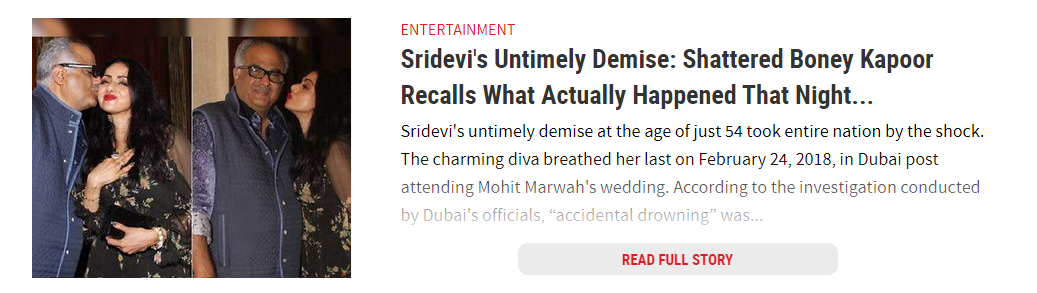 ENTERTAINMENT
Sridevi's Untimely Demise: Shattered Boney Kapoor
Recalls What Actually Happened That Night...
Sridevi's untimely demise at the age of just 54 took entire nation by the shock.
The charming diva breathed her last on February 24, 2018, in Dubai post
attending Mohit Marwah's wedding. According to the investigation conducted
by Dubai's officials, “accidental drowning” was...
READ FULL STORY